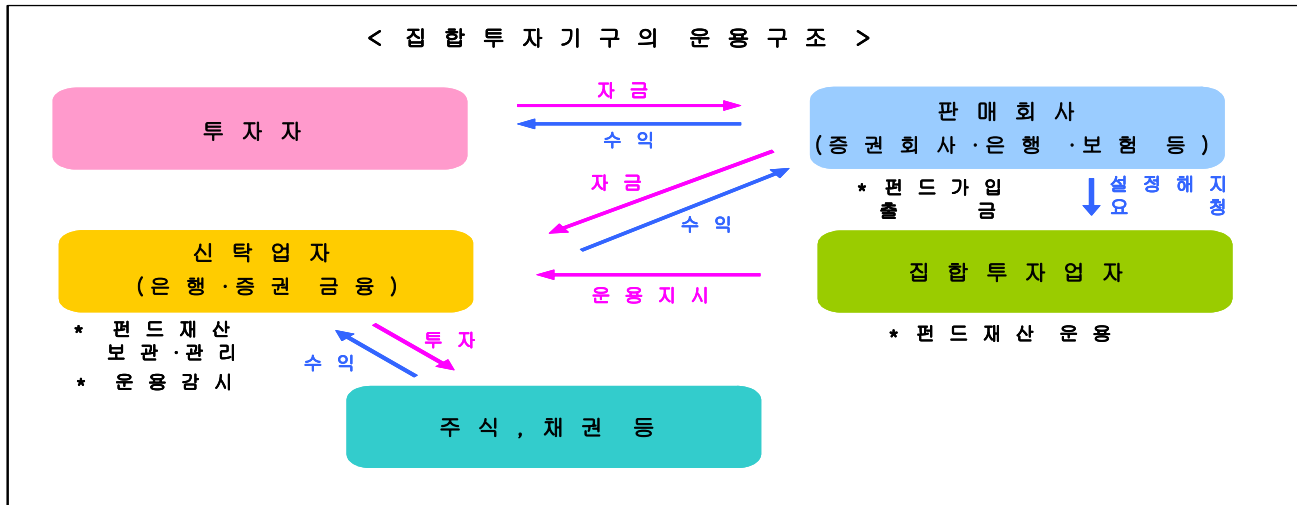 < 집합투자기구의 운용구조 >
자금
투자자
수익
판매회사
(증권회사·은행·보험 등)
자금
* 펀드가입
출금
설정해지
요청
수익
신탁업자
(은행·증권 금융)
집합투자업자
운용지시
* 펀드재산
보관·관리
* 운용감시
* 펀드재산 운용
투자
수익
주식, 채권 등